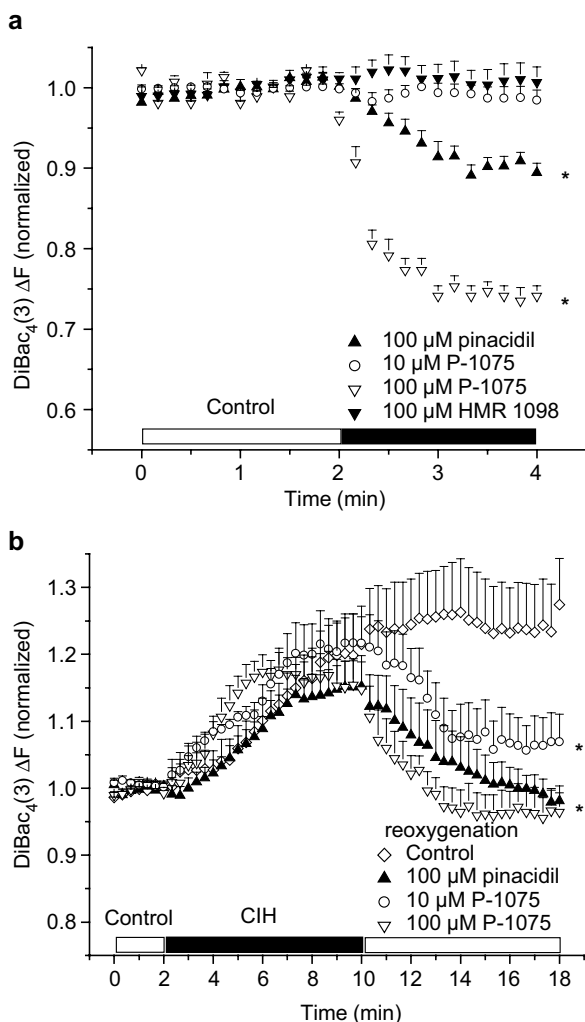 a
DiBac4(3) ΔF (normalized)
1.0
0.9
0.8
0.7
0.6
*
*
▲ 100 µM pinacidil
○ 10 µM P-1075
▽ 100 µM P-1075
▼ 100 µM HMR 1098
Control
0 1 2 3 4
Time (min)
b
DiBac4(3) ΔF (normalized)
1.3
1.2
1.1
1.0
0.9
0.8
*
*
reoxygenation
◇ Control
▲ 100 µM pinacidil
○ 10 µM P-1075
▽ 100 µM P-1075
Control CIH
0 2 4 6 8 10 12 14 16 18
Time (min)